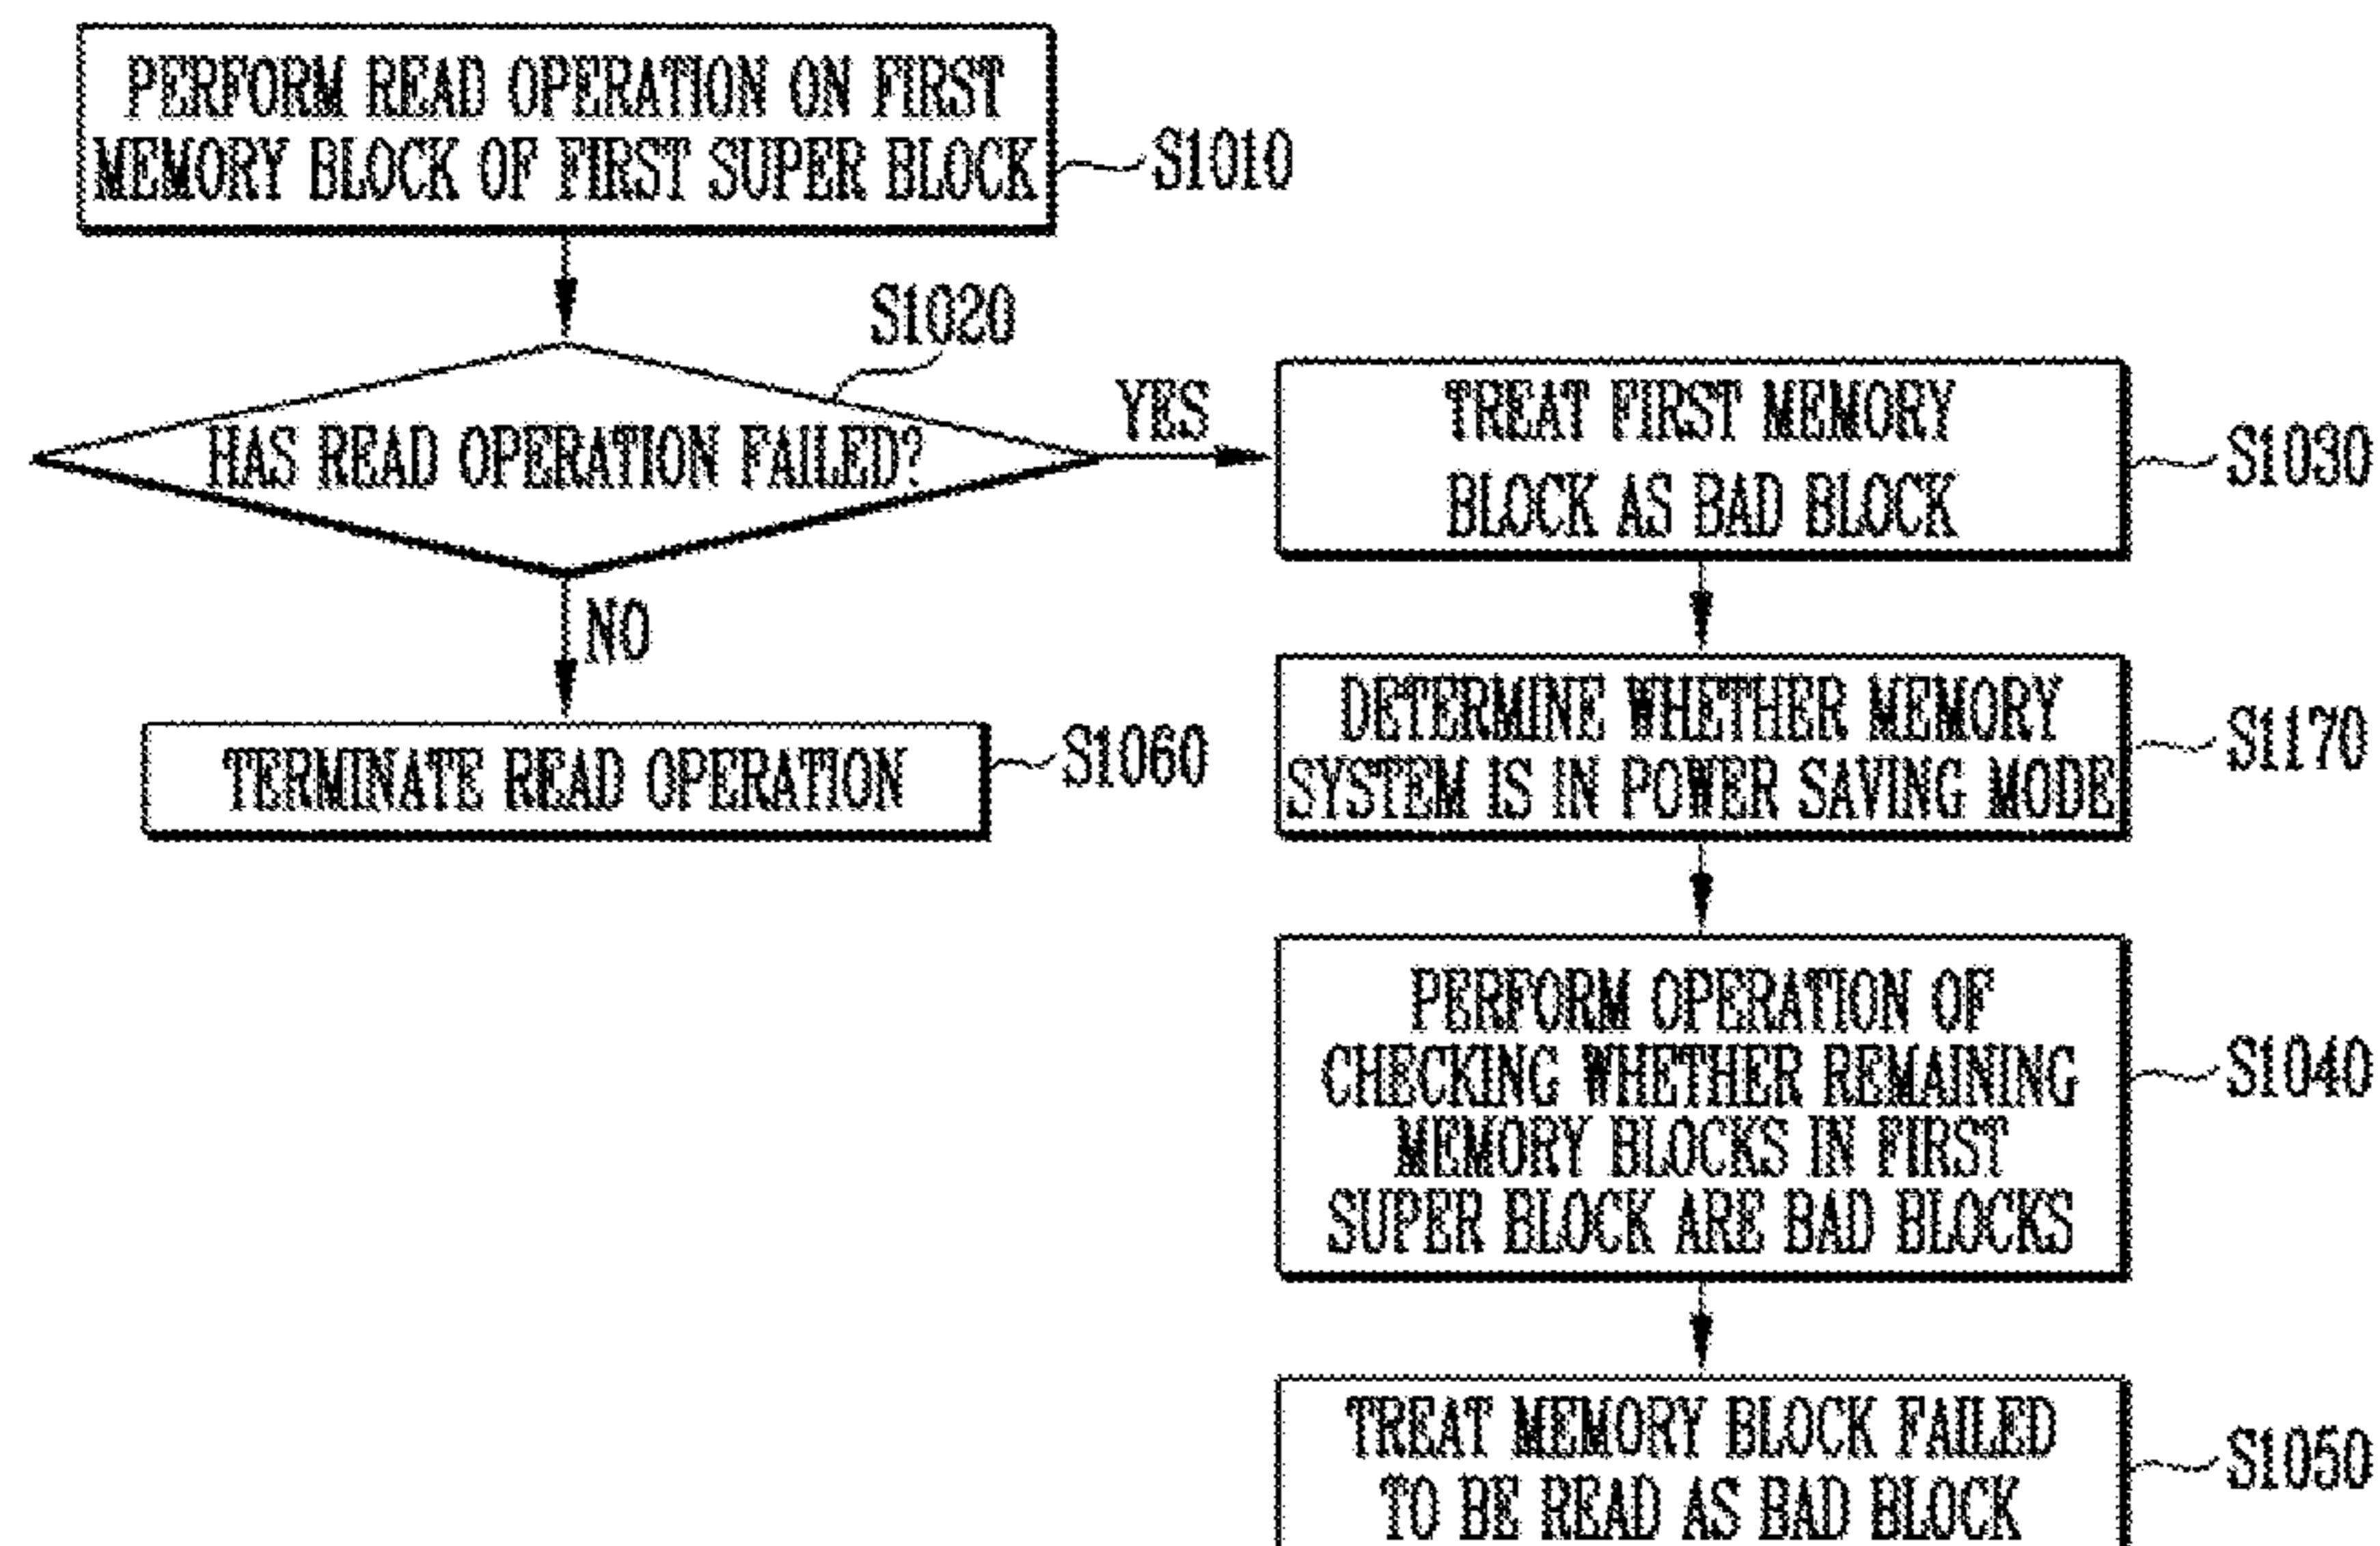 PERFORM READ OPERATION ON FIRST
MEMORY BLOCK OF FIRST SUPER BLOCK
S1010
S1020
HAS READ OPERATION FAILED?
YES
NO
TERMINATE READ OPERATION
S1060
TREAT FIRST MEMORY
BLOCK AS BAD BLOCK
S1030
DETERMINE WHETHER MEMORY
SYSTEM IS IN POWER SAVING MODE
S1170
PERFORM OPERATION OF
CHECKING WHETHER REMAINING
MEMORY BLOCKS IN FIRST
SUPER BLOCK ARE BAD BLOCKS
S1040
TREAT MEMORY BLOCK FAILED
TO BE READ AS BAD BLOCK
S1050